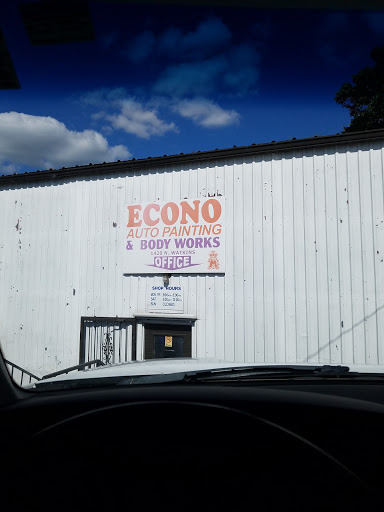 ECONO
AUTO PAINTING
& BODY WORKS
1420 N. WATKINS
OFFICE
SHOP HOURS